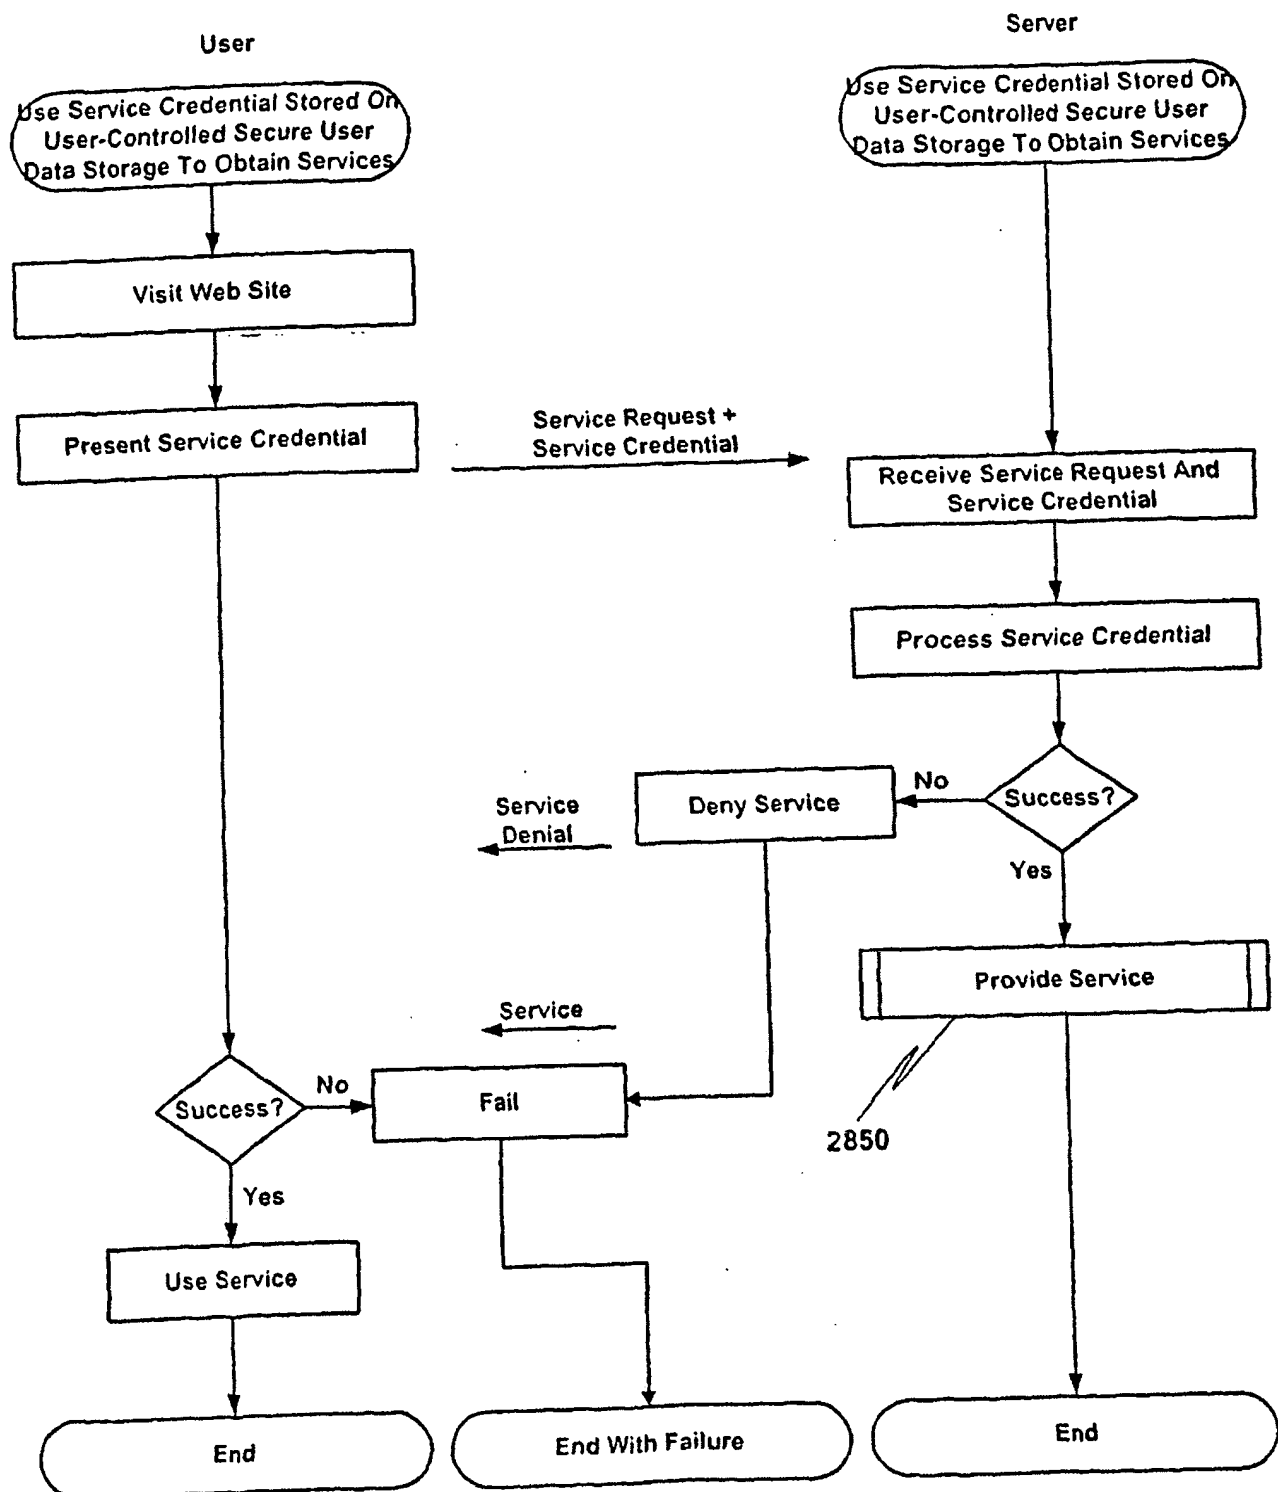 User
Server
Use Service Credential Stored On
User-Controlled Secure User
Data Storage To Obtain Services
Use Service Credential Stored On
User-Controlled Secure User
Data Storage To Obtain Services
Visit Web Site
Present Service Credential
Service Request +
Service Credential
Receive Service Request And
Service Credential
Process Service Credential
Success?
No
Deny Service
Service
Denial
Yes
Provide Service
2850
Service
Success?
No
Fail
Yes
Use Service
End
End With Failure
End